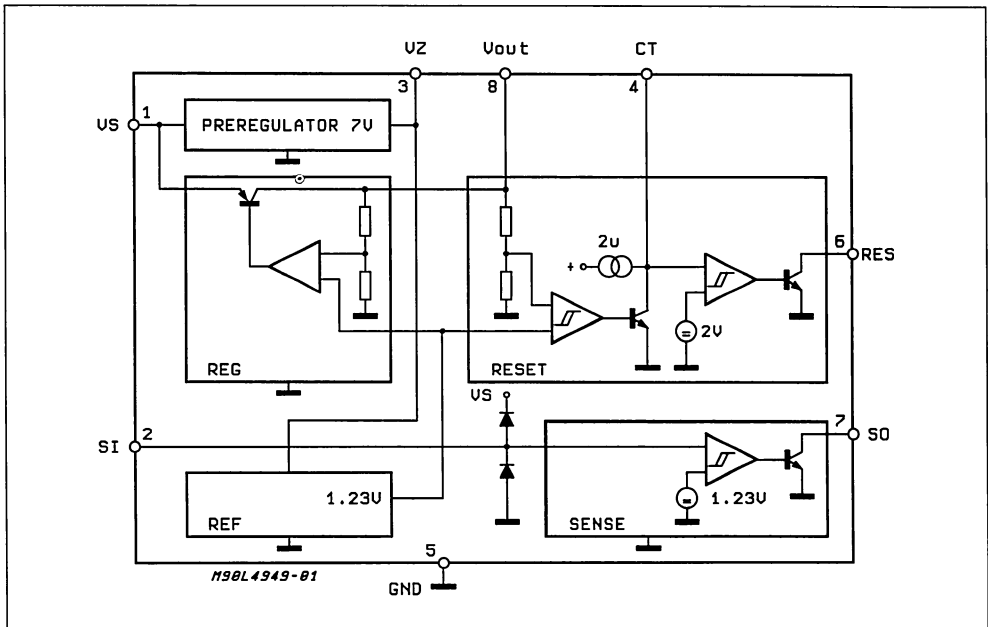 VZ Vout CT
3 8 4
VS 1
PREREGULATOR 7V
6
RES
2u
+
= 2V
REG
RESET
VS
SI 2
7
SO
1.23V
= 1.23V
REF
SENSE
5
GND
M90L4949-01